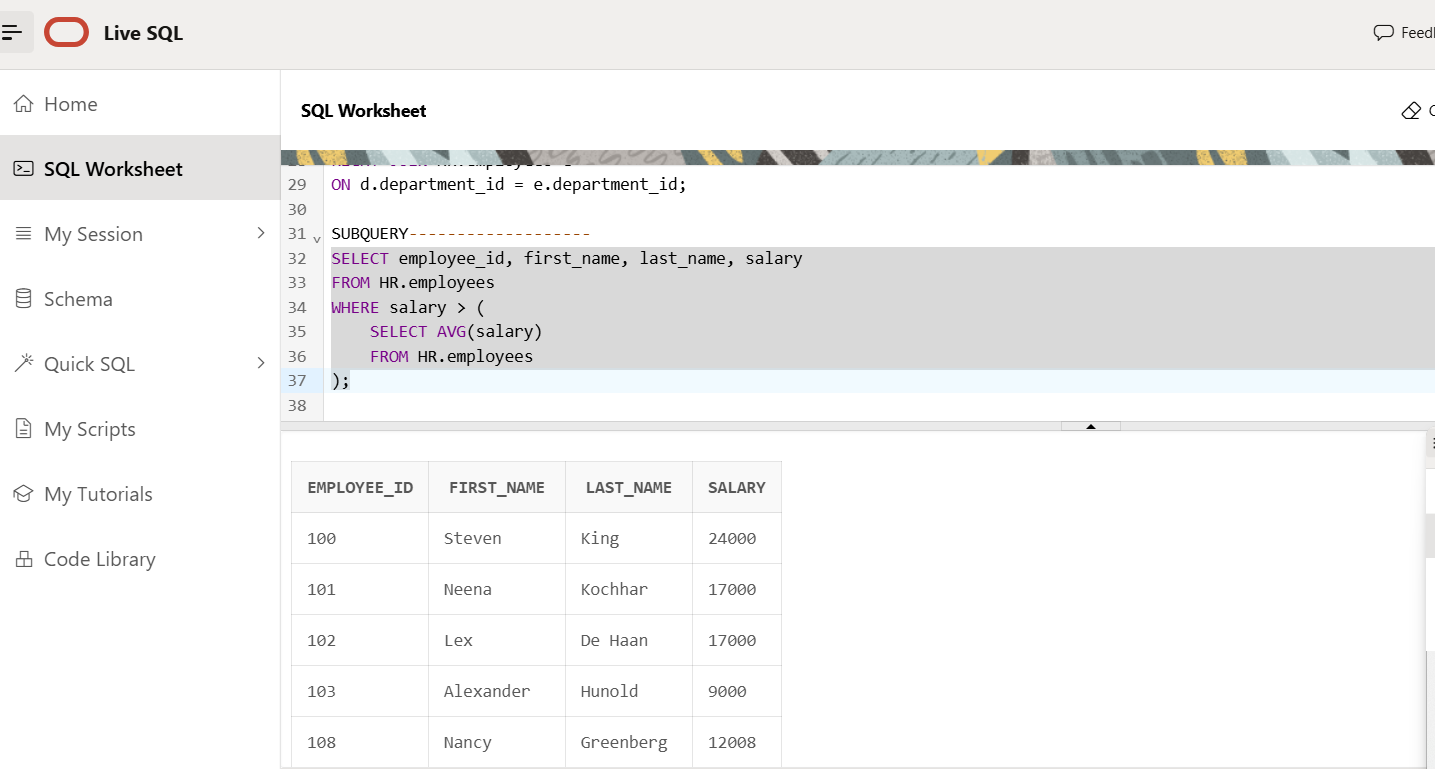 Live SQL
Feed
Home
SQL Worksheet
My Session
Schema
Quick SQL
My Scripts
My Tutorials
Code Library
SQL Worksheet
29 ON d.department_id = e.department_id;
30
31 SUBQUERY-------------------
32 SELECT employee_id, first_name, last_name, salary
33 FROM HR.employees
34 WHERE salary > (
35 SELECT AVG(salary)
36 FROM HR.employees
37 );
38
EMPLOYEE_ID FIRST_NAME LAST_NAME SALARY
100 Steven King 24000
101 Neena Kochhar 17000
102 Lex De Haan 17000
103 Alexander Hunold 9000
108 Nancy Greenberg 12008